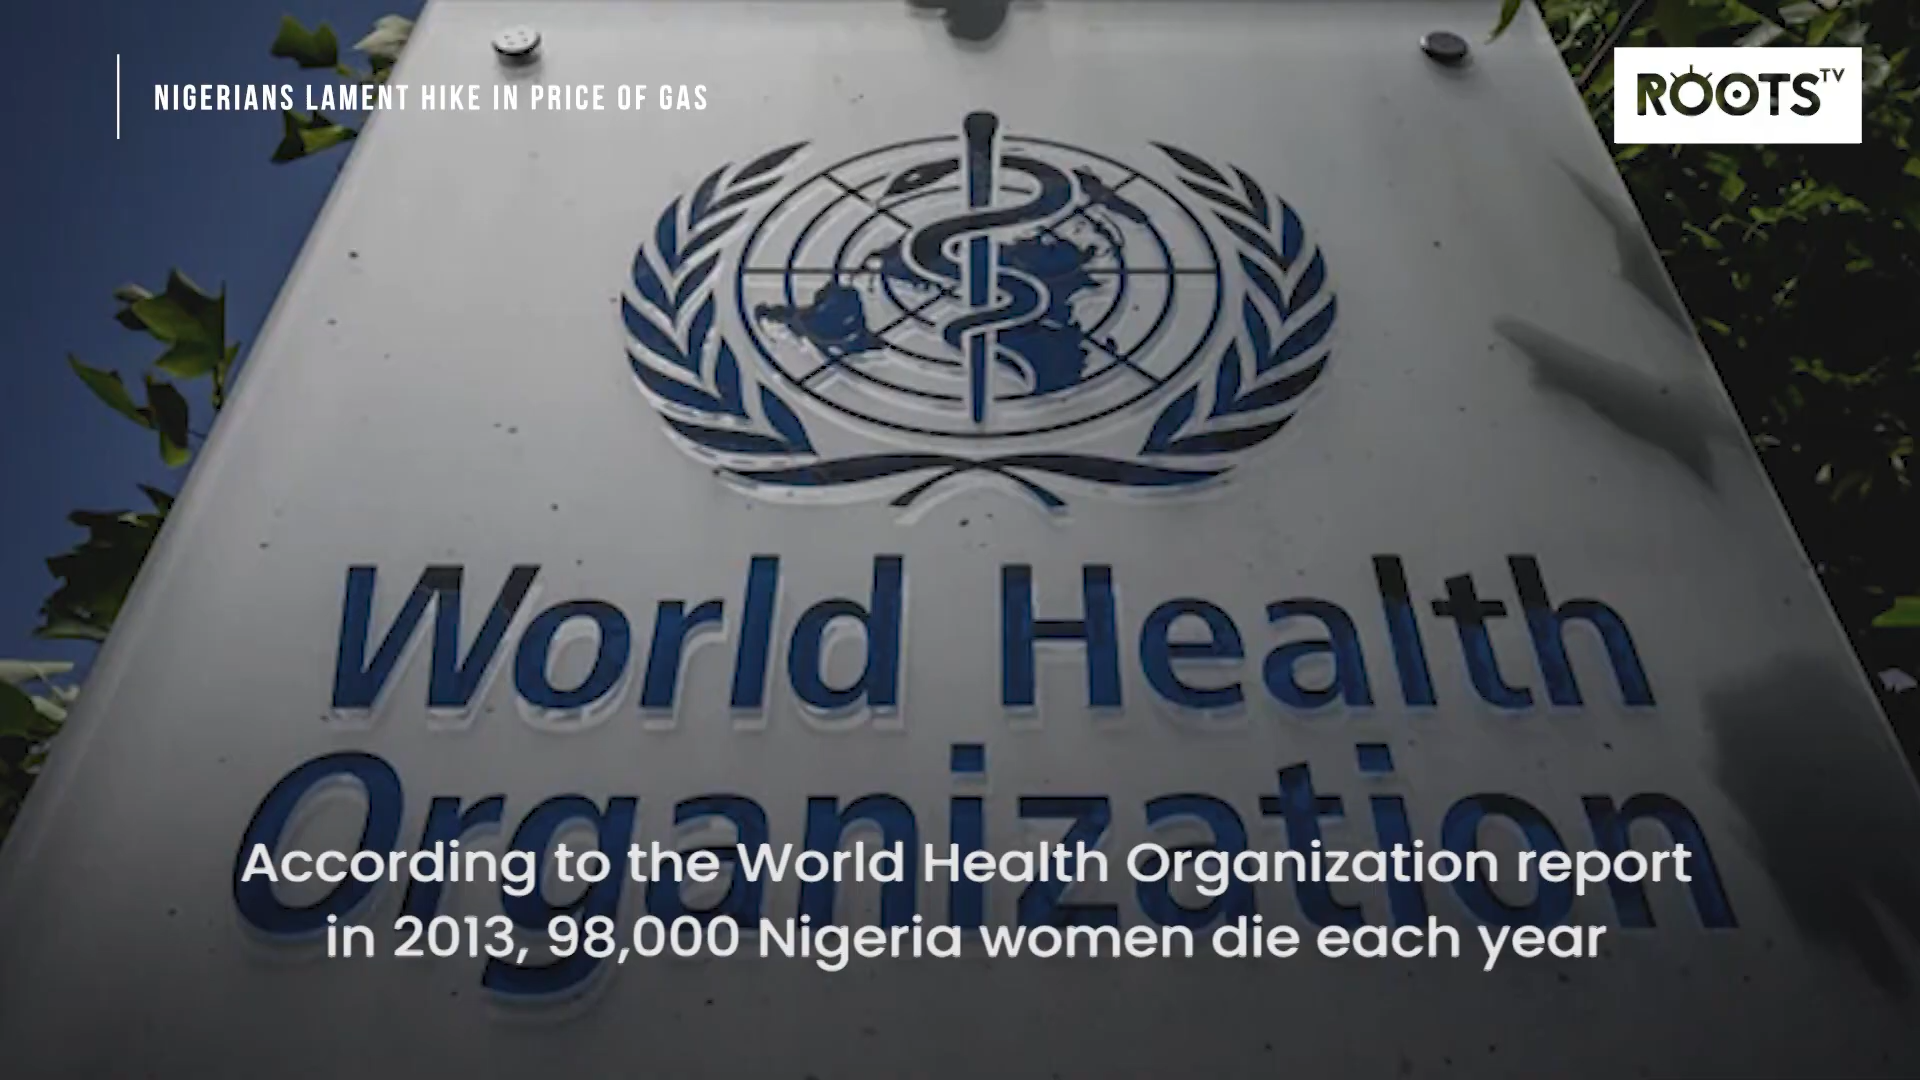 NIGERIANS LAMENT HIKE IN PRICE OF GAS
ROOTS TV
World Health
Organization
According to the World Health Organization report
in 2013, 98,000 Nigeria women die each year